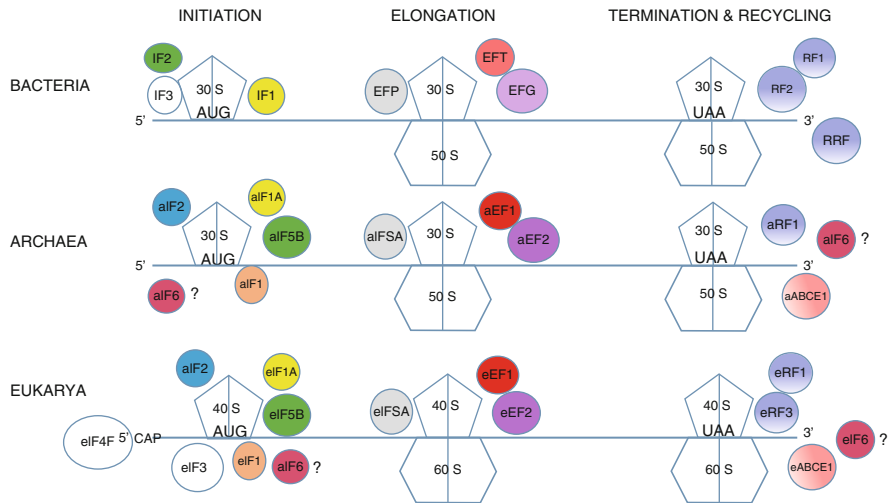 INITIATION ELONGATION TERMINATION & RECYCLING
BACTERIA
IF2
IF3
30 S
AUG
IF1
5'
EFP
30 S
EFT
EFG
50 S
30 S
UAA
RF1
RF2
3'
RRF
50 S
ARCHAEA
aIF2
aIF1A
30 S
AUG
aIF5B
5'
aIF6 ?
aIF1
aIFSA
30 S
aEF1
aEF2
50 S
30 S
UAA
aRF1
aIF6 ?
3'
aABCE1
50 S
EUKARYA
aIF2
eIF1A
40 S
AUG
eIF5B
eIF4F
5' CAP
eIF3
eIF1
aIF6 ?
eIFSA
40 S
eEF1
eEF2
60 S
40 S
UAA
eRF1
eRF3
3'
eIF6 ?
eABCE1
60 S